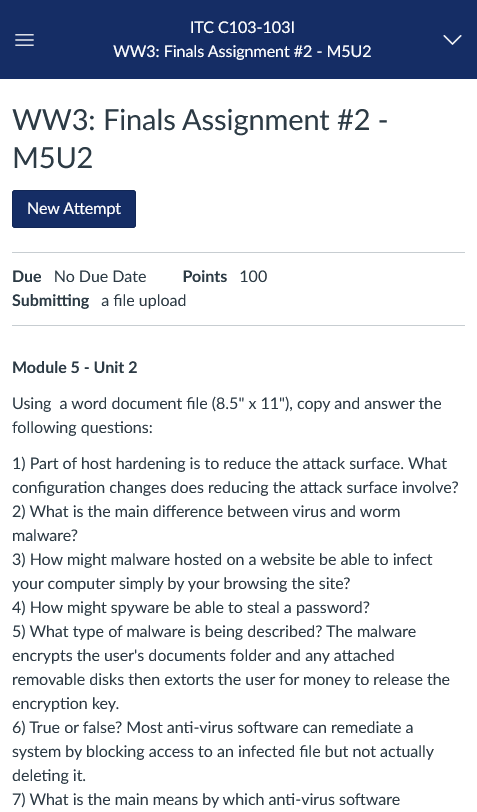 ITC C103-103I
WW3: Finals Assignment #2 - M5U2
WW3: Finals Assignment #2 -
M5U2
New Attempt
Due No Due Date Points 100
Submitting a file upload
Module 5 - Unit 2
Using a word document file (8.5" x 11"), copy and answer the
following questions:
1) Part of host hardening is to reduce the attack surface. What
configuration changes does reducing the attack surface involve?
2) What is the main difference between virus and worm
malware?
3) How might malware hosted on a website be able to infect
your computer simply by your browsing the site?
4) How might spyware be able to steal a password?
5) What type of malware is being described? The malware
encrypts the user's documents folder and any attached
removable disks then extorts the user for money to release the
encryption key.
6) True or false? Most anti-virus software can remediate a
system by blocking access to an infected file but not actually
deleting it.
7) What is the main means by which anti-virus software